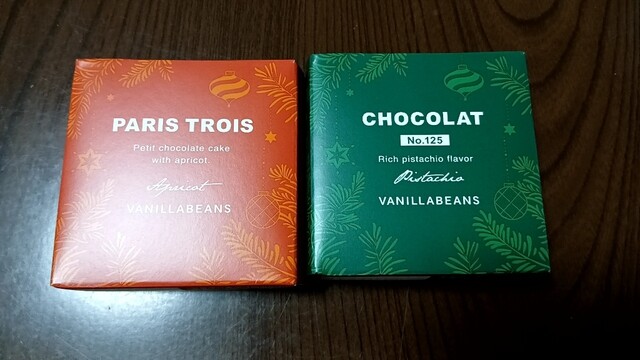 PARIS TROIS
Petit chocolate cake
with apricot.
Apricot
VANILLABEANS
CHOCOLAT
No.125
Rich pistachio flavor
Pistachio
VANILLABEANS